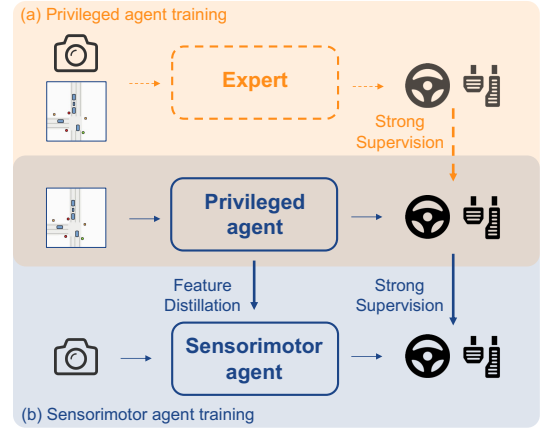 (a) Privileged agent training
Expert
Strong
Supervision
Privileged
agent
Feature
Distillation
Strong
Supervision
Sensorimotor
agent
(b) Sensorimotor agent training